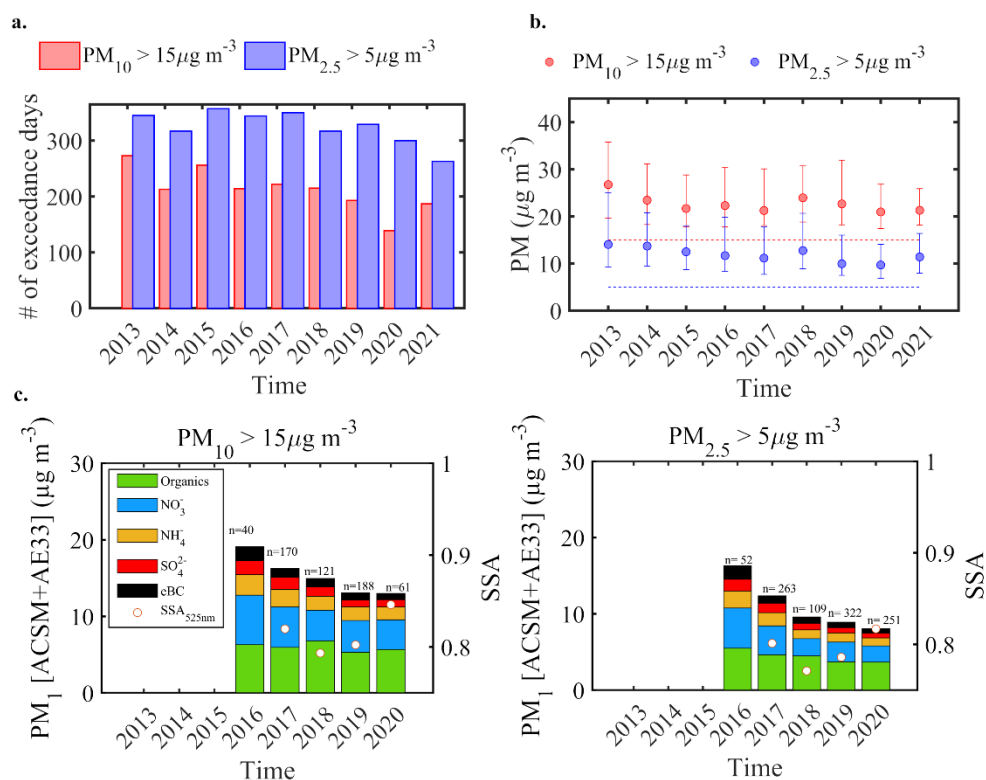 a.
PM10 > 15μg m-3
PM2.5 > 5μg m-3
# of exceedance days
300
200
100
0
2013
2014
2015
2016
2017
2018
2019
2020
2021
Time
b.
PM10 > 15μg m-3
PM2.5 > 5μg m-3
PM (μg m-3)
40
30
20
10
0
2013
2014
2015
2016
2017
2018
2019
2020
2021
Time
c.
PM10 > 15μg m-3
PM1 [ACSM+AE33] (μg m-3)
30
20
10
0
Organics
NO3-
NH4-
SO42-
eBC
SSA525nm
n=40
n=170
n=121
n=188
n=61
1
0.9
0.8
SSA
2013
2014
2015
2016
2017
2018
2019
2020
Time
PM2.5 > 5μg m-3
PM1 [ACSM+AE33] (μg m-3)
30
20
10
0
n= 52
n=263
n=109
n=322
n= 251
1
0.9
0.8
SSA
2013
2014
2015
2016
2017
2018
2019
2020
Time